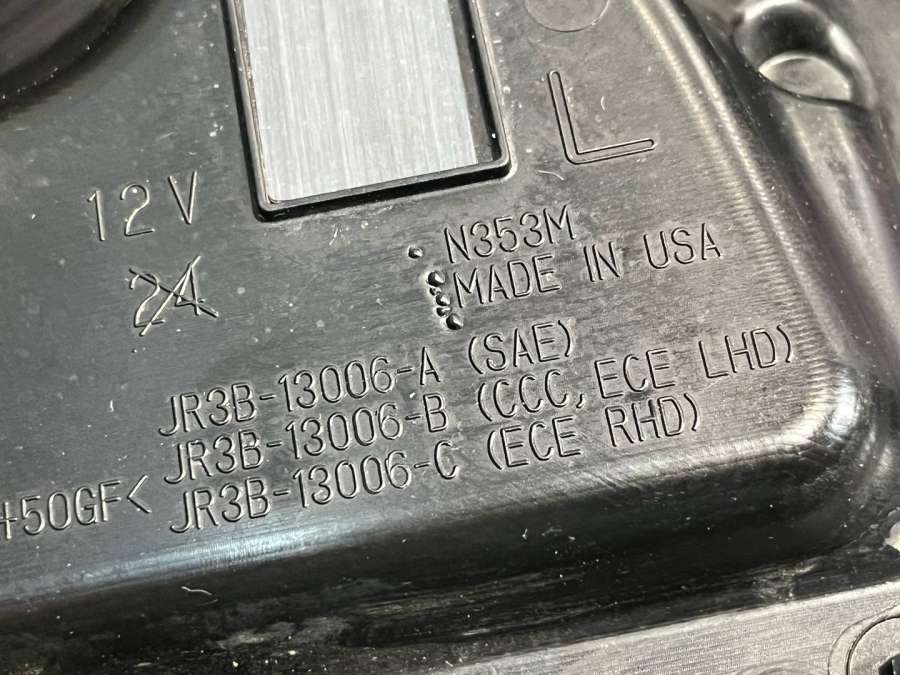 L
12V
24
N353M
MADE IN USA
JR3B-13006-A (SAE)
JR3B-13006-B (CCC, ECE LHD)
+50GF< JR3B-13006-C (ECE RHD)